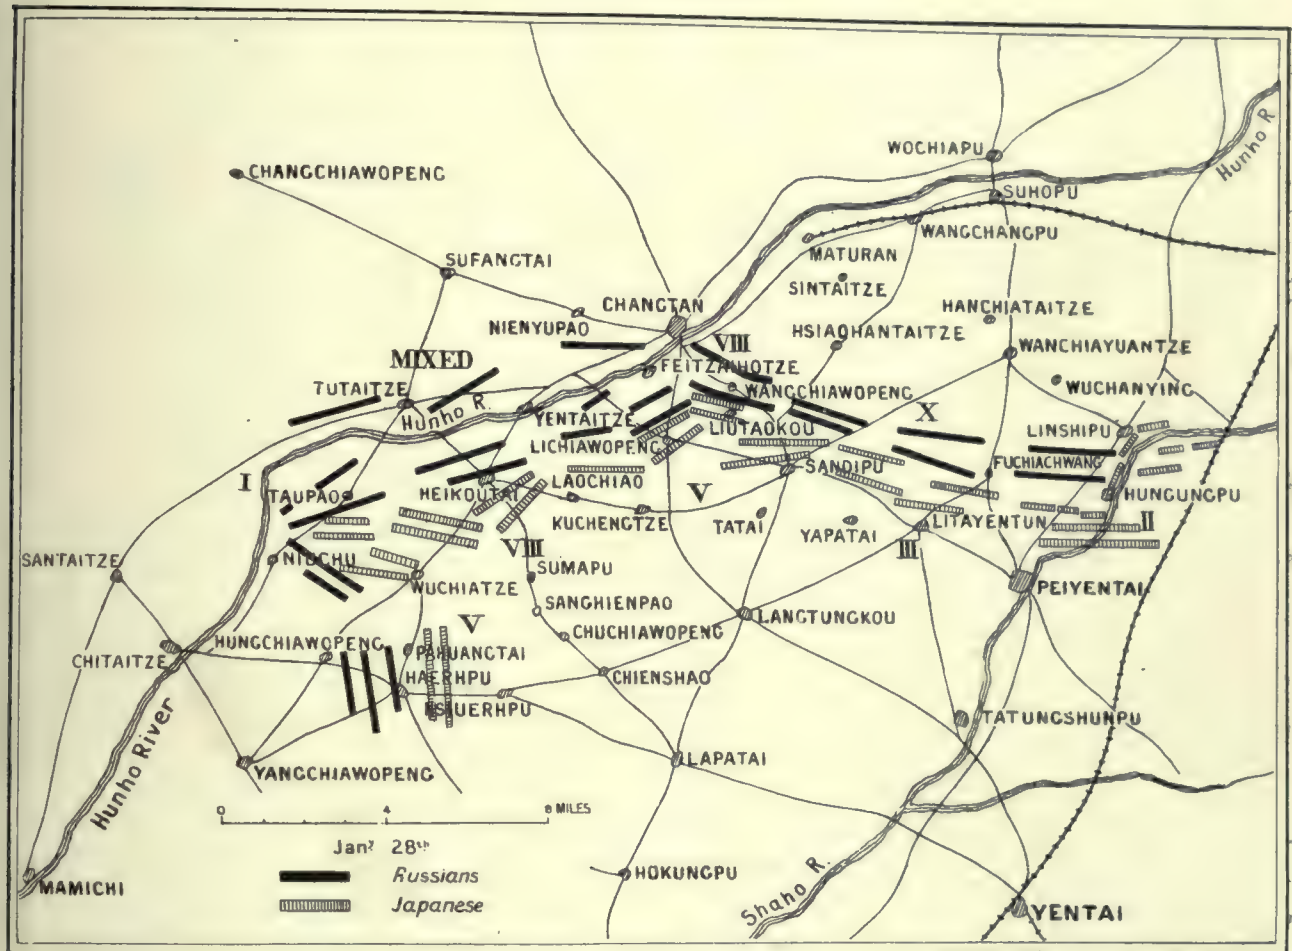 Hunho R.
WOCHIAPU
CHANGCHIAWOPENG
SUHOPU
WANGCHANGPU
MATURAN
SUFANGTAI
SINTAITZE
CHANGTAN
HANCHIATAITZE
NIENYUPAO
HSIAOHANTAITZE
VIII
WANCHIAYUANTZE
MIXED
FEITZAIHOTZE
TUTAITZE
WANGCHIAWOPENG
WUCHANYING
Hunho R.
YENTAITZE
X
LIUTAOKOU
LINSHIPU
LICHIAWOPENG
SANDIPU
FUCHIACHWANG
I
TAUPAO
HEIKOUTAI
LAOCHIAO
V
HUNGUNGPU
KUCHENGTZE
TATAI
YAPATAI
LITAYENTUN
II
VIII
III
NIUCHU
SANTAITZE
SUMAPU
WUCHIATZE
PEIYENTAI
SANGHIENPAO
LANGTUNGKOU
V
HUNGCHIAWOPENG
CHUCHIAWOPENG
CHITAITZE
PAHUANGTAI
HAERHPU
CHIENSHAO
HSIUERHPU
TATUNGSHUNPU
Hunho River
YANGCHIAWOPENG
LAPATAI
0 4 8 MILES
Jany 28th
Russians
HOKUNGPU
MAMICHI
Japanese
Shaho R.
YENTAI